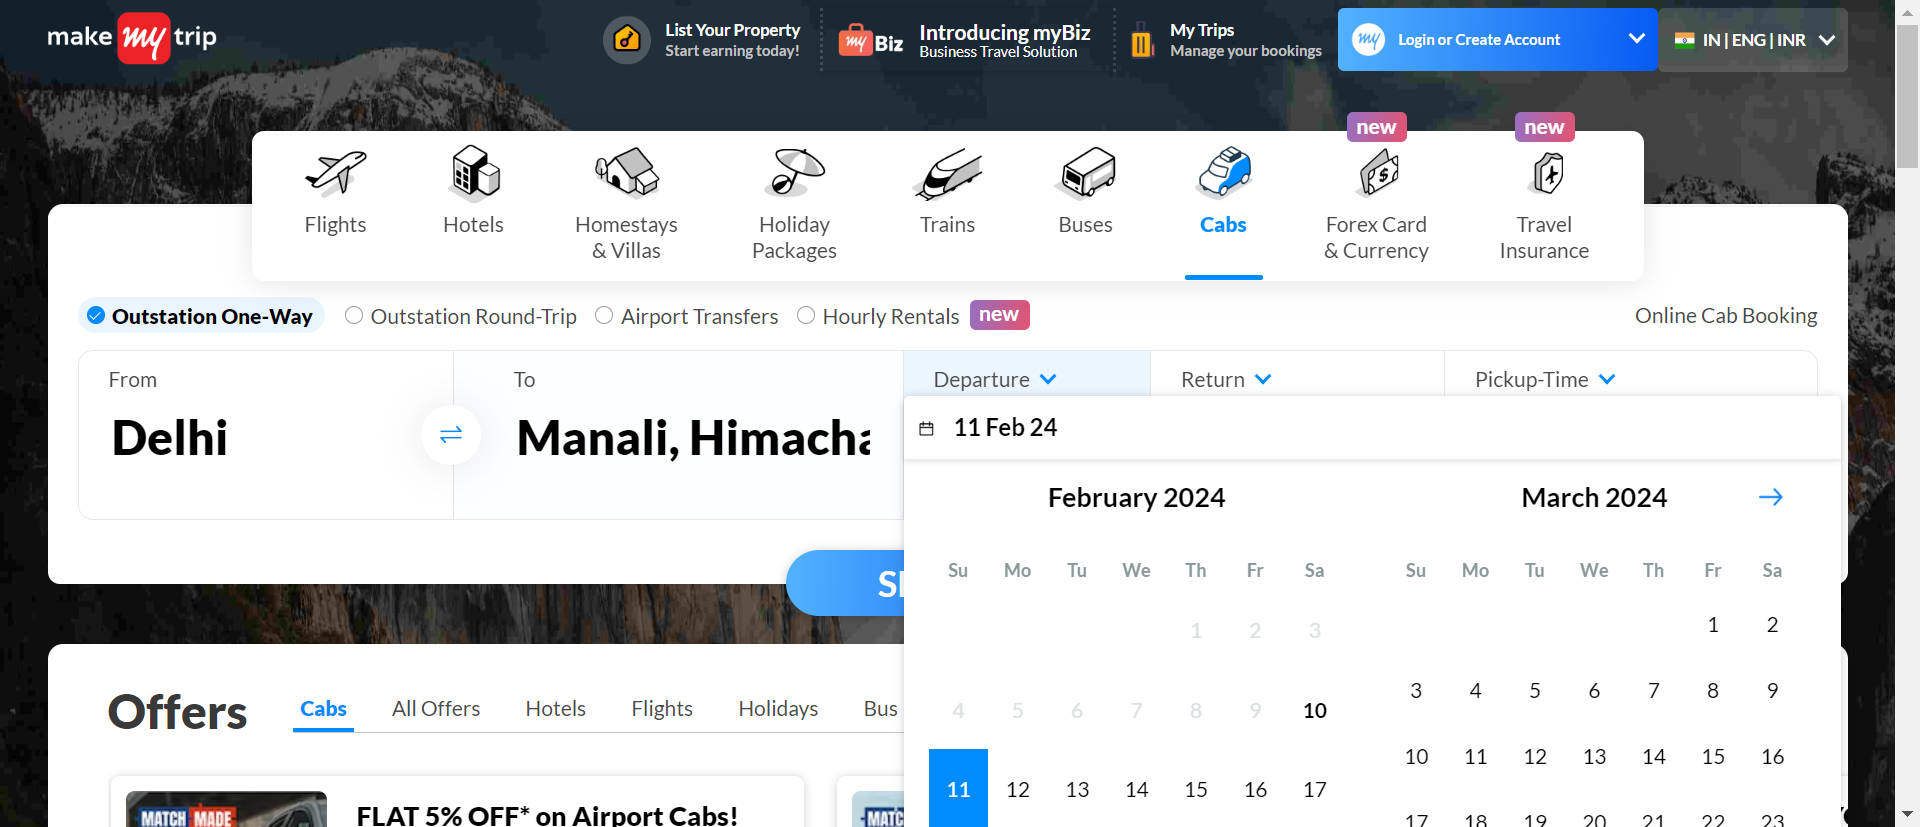 make my trip
List Your Property
Start earning today!
my Biz
Introducing myBiz
Business Travel Solution
My Trips
Manage your bookings
my Login or Create Account
IN | ENG | INR
new
new
Flights
Hotels
Homestays
& Villas
Holiday
Packages
Trains
Buses
Cabs
Forex Card
& Currency
Travel
Insurance
Outstation One-Way
Outstation Round-Trip
Airport Transfers
Hourly Rentals
new
Online Cab Booking
From
To
Departure
Return
Pickup-Time
Delhi
Manali, Himacha
11 Feb 24
February 2024
Su Mo Tu We Th Fr Sa
1 2 3
4 5 6 7 8 9 10
11 12 13 14 15 16 17
March 2024
Su Mo Tu We Th Fr Sa
1 2
3 4 5 6 7 8 9
10 11 12 13 14 15 16
17 18 19 20 21 22 23
Offers
Cabs
All Offers
Hotels
Flights
Holidays
Bus
MATCH MADE
FLAT 5% OFF* on Airport Cabs!
MATC